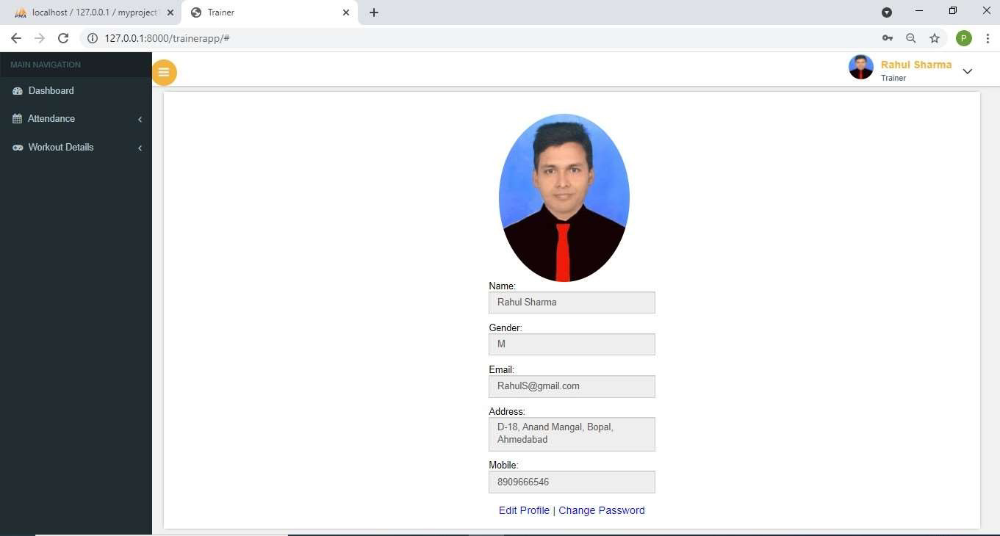 PMA localhost / 127.0.0.1 / myproject1
Trainer
127.0.0.1:8000/trainerapp/#
P
MAIN NAVIGATION
Dashboard
Attendance
Workout Details
Rahul Sharma
Trainer
Name:
Rahul Sharma
Gender:
M
Email:
RahulS@gmail.com
Address:
D-18, Anand Mangal, Bopal,
Ahmedabad
Mobile:
8909666546
Edit Profile | Change Password